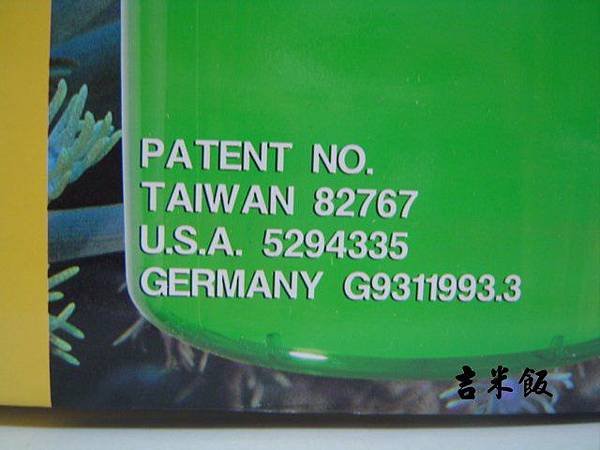 PATENT NO.
TAIWAN 82767
U.S.A. 5294335
GERMANY G9311993.3
吉米飯